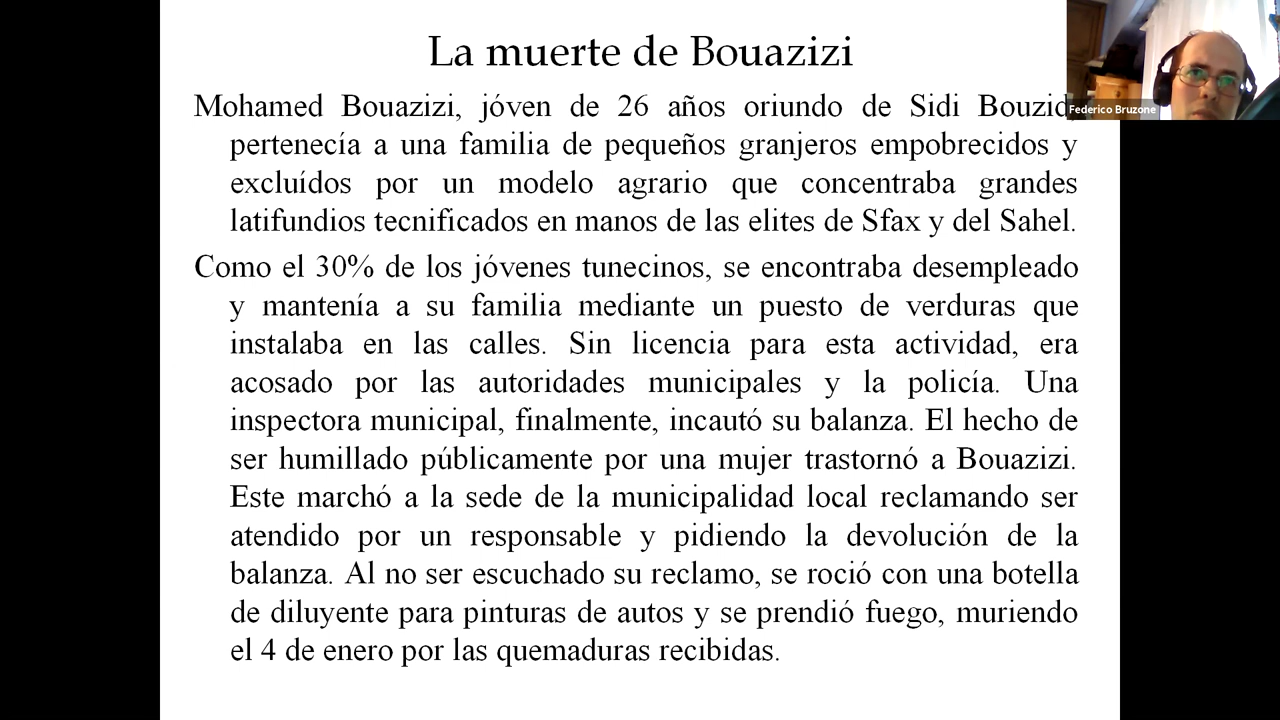 La muerte de Bouazizi
Mohamed Bouazizi, jóven de 26 años oriundo de Sidi Bouzid,
Federico Bruzone
pertenecía a una familia de pequeños granjeros empobrecidos y
excluídos por un modelo agrario que concentraba grandes
latifundios tecnificados en manos de las elites de Sfax y del Sahel.
Como el 30% de los jóvenes tunecinos, se encontraba desempleado
y mantenía a su familia mediante un puesto de verduras que
instalaba en las calles. Sin licencia para esta actividad, era
acosado por las autoridades municipales y la policía. Una
inspectora municipal, finalmente, incautó su balanza. El hecho de
ser humillado públicamente por una mujer trastornó a Bouazizi.
Este marchó a la sede de la municipalidad local reclamando ser
atendido por un responsable y pidiendo la devolución de la
balanza. Al no ser escuchado su reclamo, se roció con una botella
de diluyente para pinturas de autos y se prendió fuego, muriendo
el 4 de enero por las quemaduras recibidas.